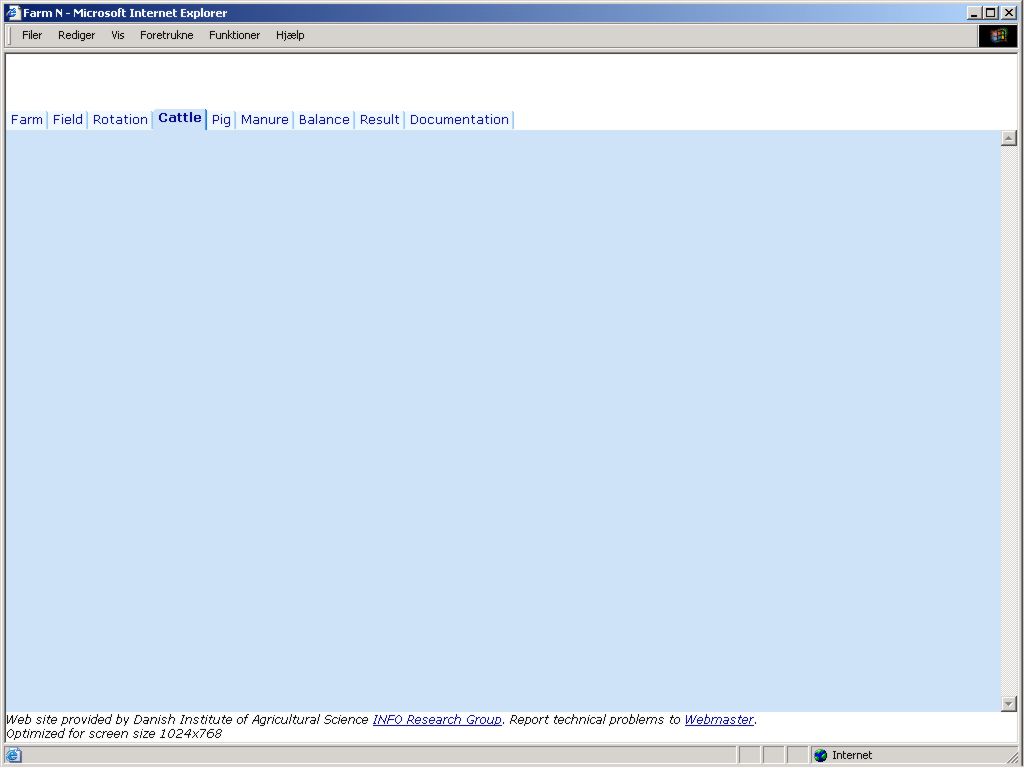 Farm N - Microsoft Internet Explorer
Filer Rediger Vis Foretrukne Funktioner Hjælp
Farm Field Rotation Cattle Pig Manure Balance Result Documentation
Web site provided by Danish Institute of Agricultural Science INFO Research Group. Report technical problems to Webmaster.
Optimized for screen size 1024x768
Internet